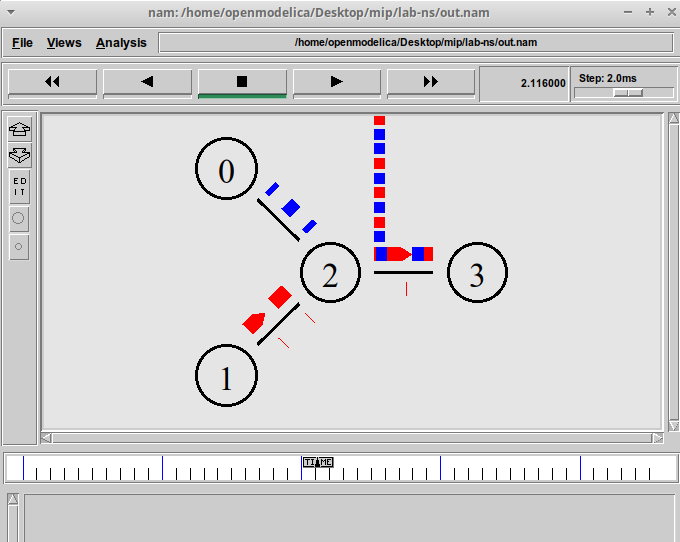 nam: /home/openmodelica/Desktop/mip/lab-ns/out.nam
File Views Analysis /home/openmodelica/Desktop/mip/lab-ns/out.nam
2.116000 Step: 2.0ms
E D
I T
0
2 3
1
TIME